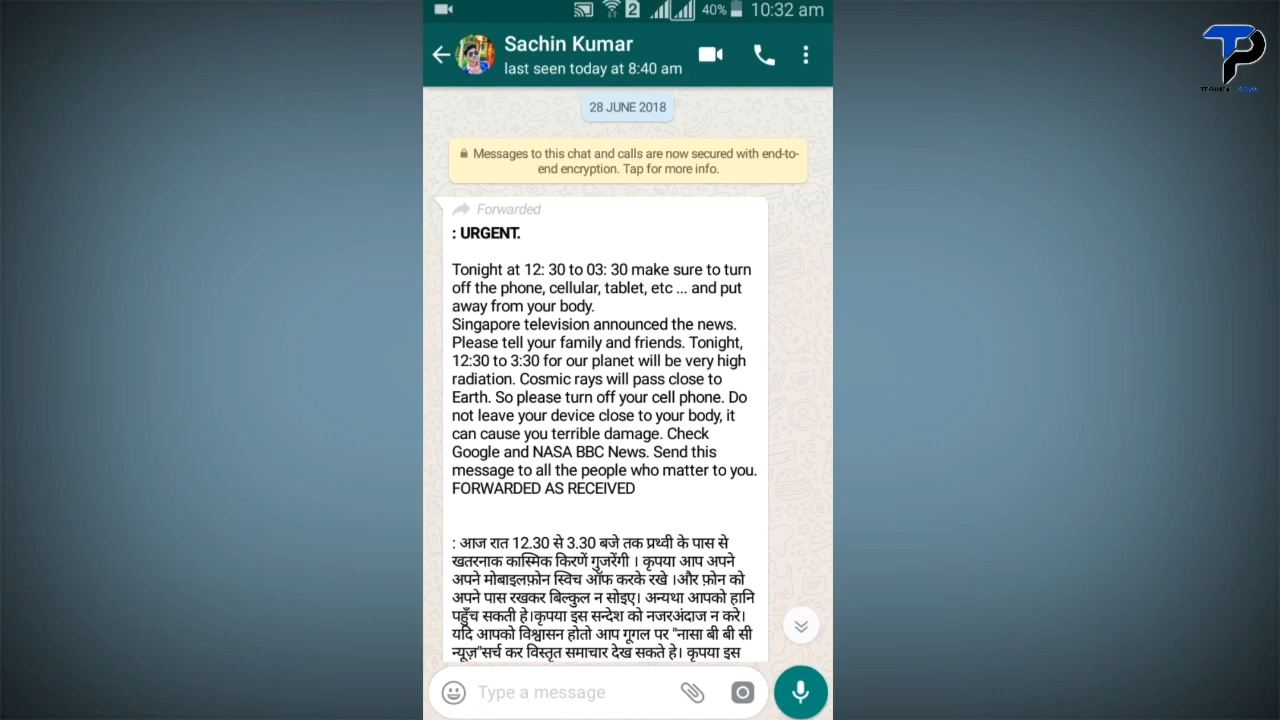 2
40%
10:32 am
Sachin Kumar
last seen today at 8:40 am
28 JUNE 2018
Messages to this chat and calls are now secured with end-to-
end encryption. Tap for more info.
Forwarded
: URGENT.
Tonight at 12: 30 to 03: 30 make sure to turn
off the phone, cellular, tablet, etc ... and put
away from your body.
Singapore television announced the news.
Please tell your family and friends. Tonight,
12:30 to 3:30 for our planet will be very high
radiation. Cosmic rays will pass close to
Earth. So please turn off your cell phone. Do
not leave your device close to your body, it
can cause you terrible damage. Check
Google and NASA BBC News. Send this
message to all the people who matter to you.
FORWARDED AS RECEIVED
: आज रात 12.30 से 3.30 बजे तक प्रथ्वी के पास से
खतरनाक कास्मिक किरणें गुजरेंगी । कृपया आप अपने
अपने मोबाइलफ़ोन स्विच ऑफ करके रखे ।और फ़ोन को
अपने पास रखकर बिल्कुल न सोइए। अन्यथा आपको हानि
पहुँच सकती हे।कृपया इस सन्देश को नजरअंदाज न करे।
यदि आपको विश्वासन होतो आप गूगल पर "नासा बी बी सी
न्यूज़"सर्च कर विस्तृत समाचार देख सकते हे। कृपया इस
Type a message
TP